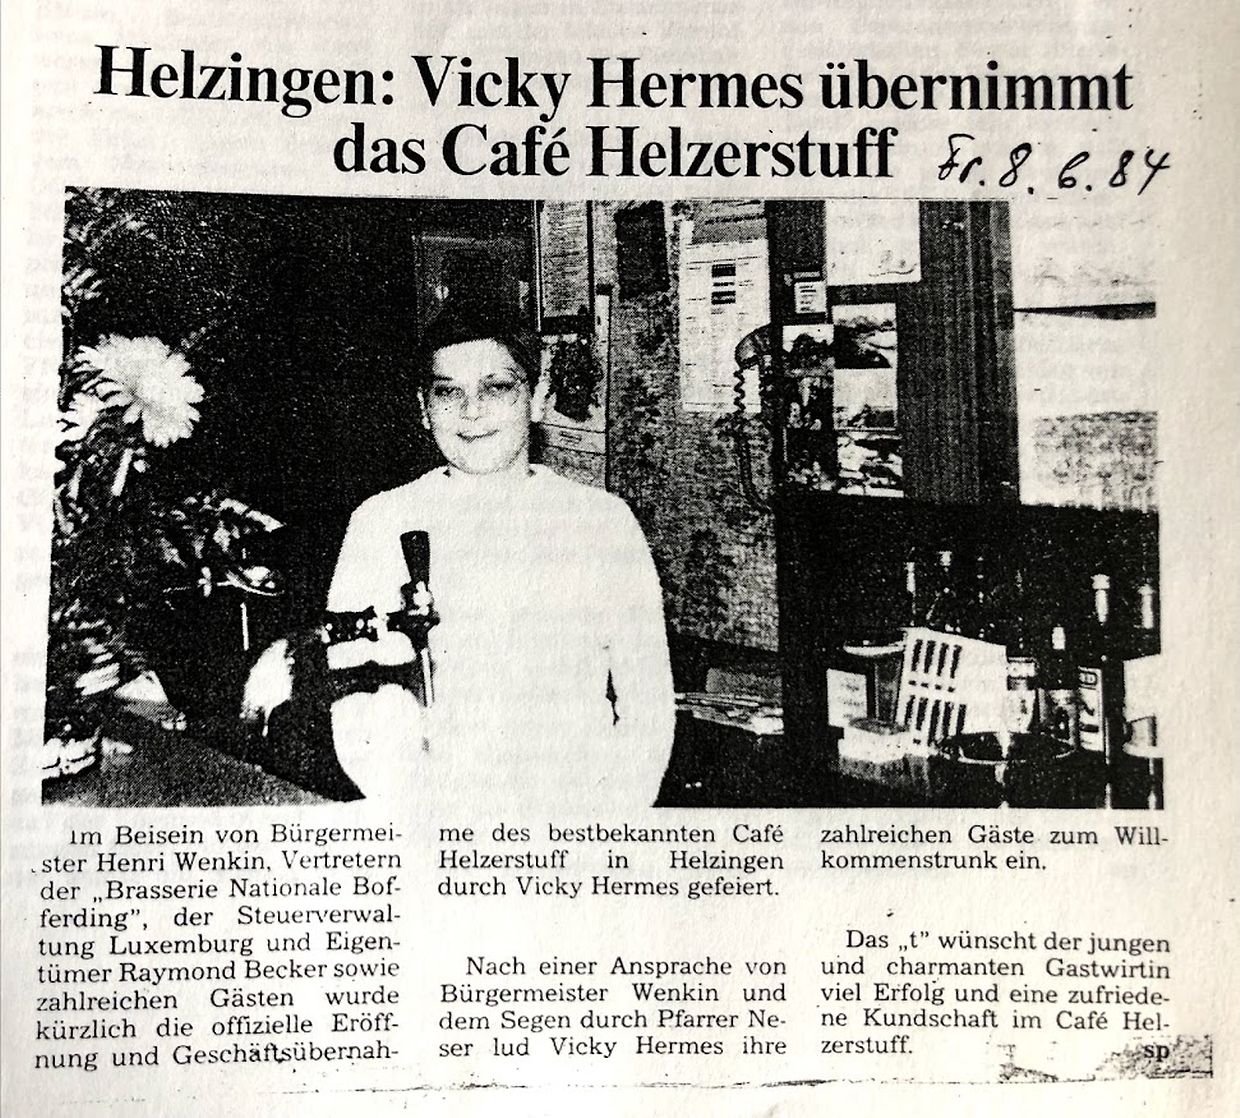 Helzingen: Vicky Hermes übernimmt
das Café Helzerstuff
Fr. 8. 6. 84
Im Beisein von Bürgermei-
ster Henri Wenkin, Vertretern
der „Brasserie Nationale Bof-
ferding”, der Steuerverwal-
tung Luxemburg und Eigen-
tümer Raymond Becker sowie
zahlreichen Gästen wurde
kürzlich die offizielle Eröff-
nung und Geschäftsübernah-
me des bestbekannten Café
Helzerstuff in Helzingen
durch Vicky Hermes gefeiert.
Nach einer Ansprache von
Bürgermeister Wenkin und
dem Segen durch Pfarrer Ne-
ser lud Vicky Hermes ihre
zahlreichen Gäste zum Will-
kommenstrunk ein.
Das „t” wünscht der jungen
und charmanten Gastwirtin
viel Erfolg und eine zufriede-
ne Kundschaft im Café Hel-
zerstuff.
sp